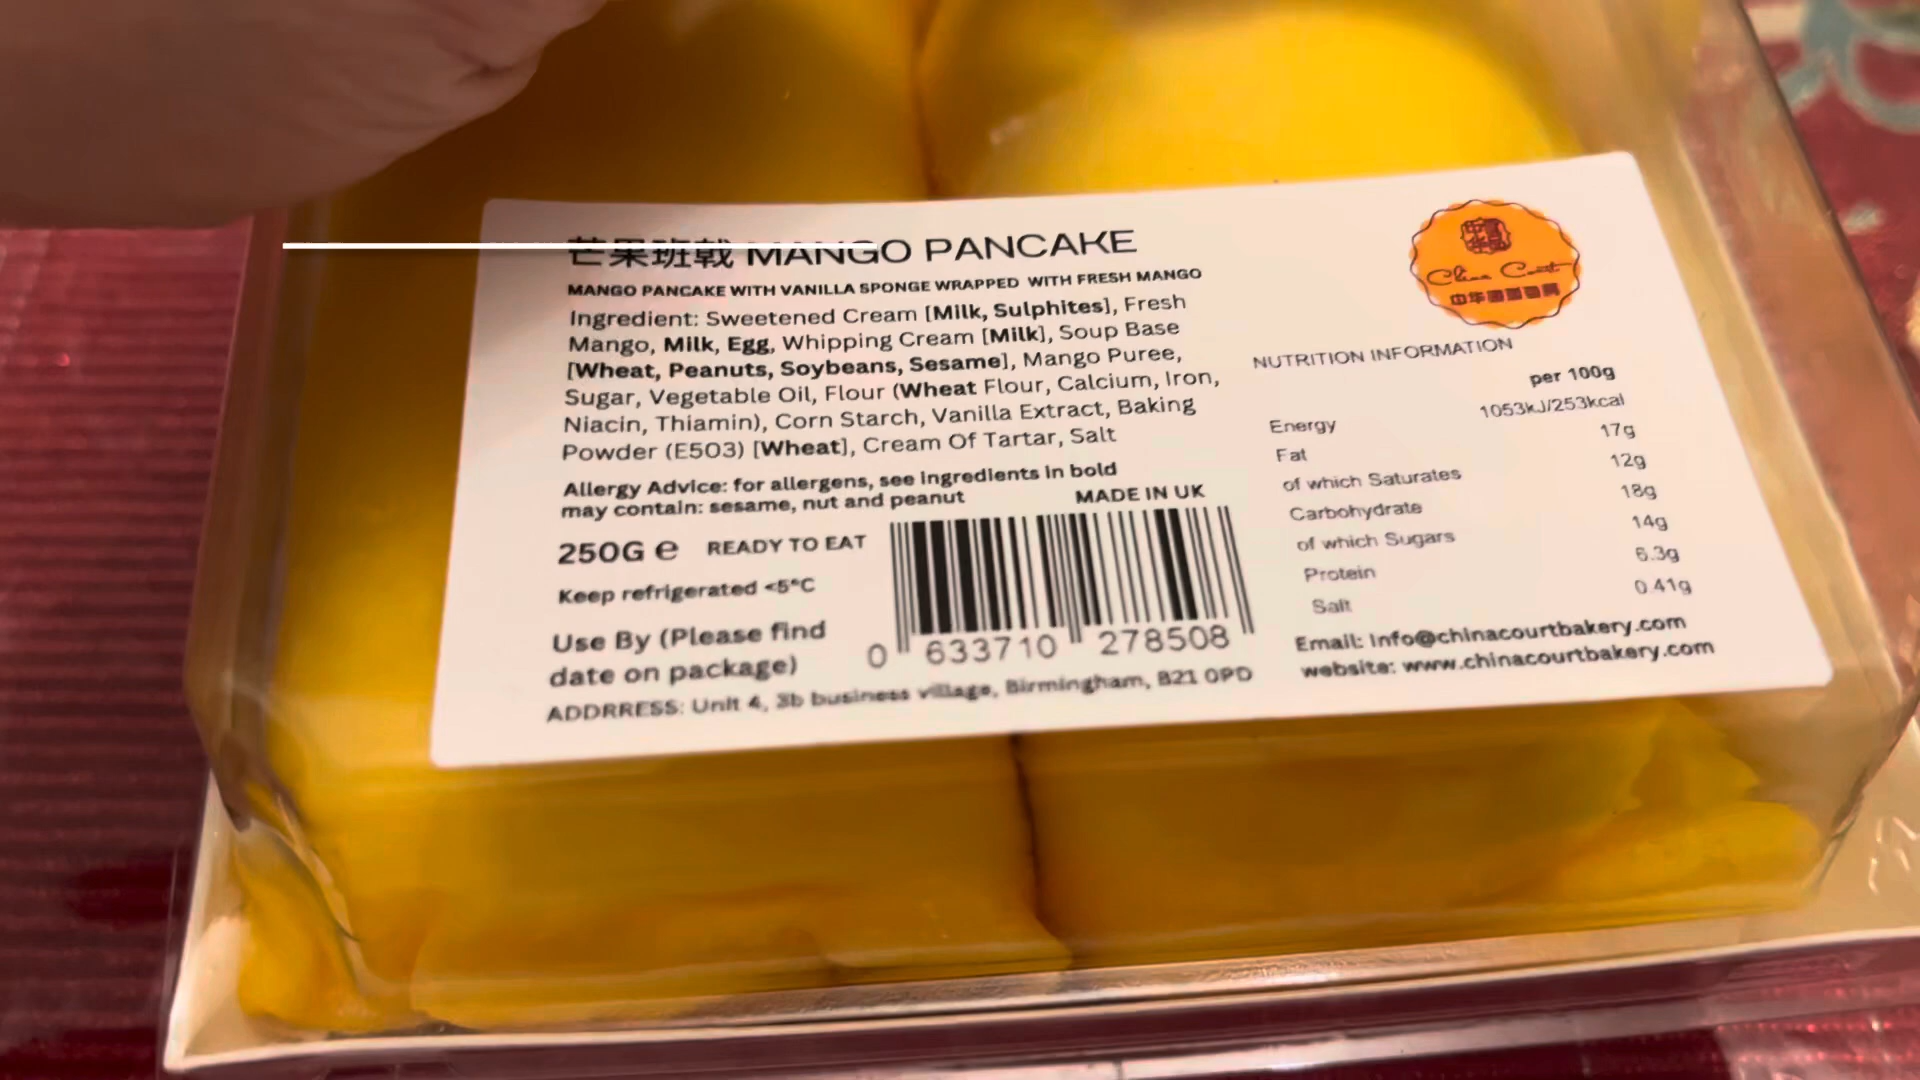 芒果班戟 MANGO PANCAKE
MANGO PANCAKE WITH VANILLA SPONGE WRAPPED WITH FRESH MANGO
Ingredient: Sweetened Cream [Milk, Sulphites], Fresh
Mango, Milk, Egg, Whipping Cream [Milk], Soup Base
[Wheat, Peanuts, Soybeans, Sesame], Mango Puree,
Sugar, Vegetable Oil, Flour (Wheat Flour, Calcium, Iron,
Niacin, Thiamin), Corn Starch, Vanilla Extract, Baking
Powder (E503) [Wheat], Cream Of Tartar, Salt
Allergy Advice: for allergens, see ingredients in bold
may contain: sesame, nut and peanut
MADE IN UK
250G e READY TO EAT
Keep refrigerated <5°C
Use By (Please find
date on package)
0 633710 278508
ADDRRESS: Unit 4, 3b business village, Birmingham, B21 0PD
China Court
NUTRITION INFORMATION
per 100g
Energy 1053kJ/253kcal
Fat 17g
of which Saturates 12g
Carbohydrate 18g
of which Sugars 14g
Protein 6.3g
Salt 0.41g
Email: Info@chinacourtbakery.com
website: www.chinacourtbakery.com